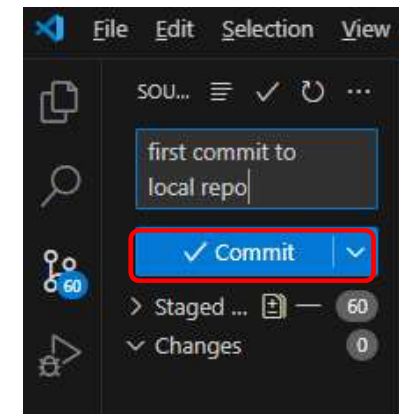 File Edit Selection View
SOU... ...
first commit to
local repo
Commit
60
Staged ... 60
Changes 0